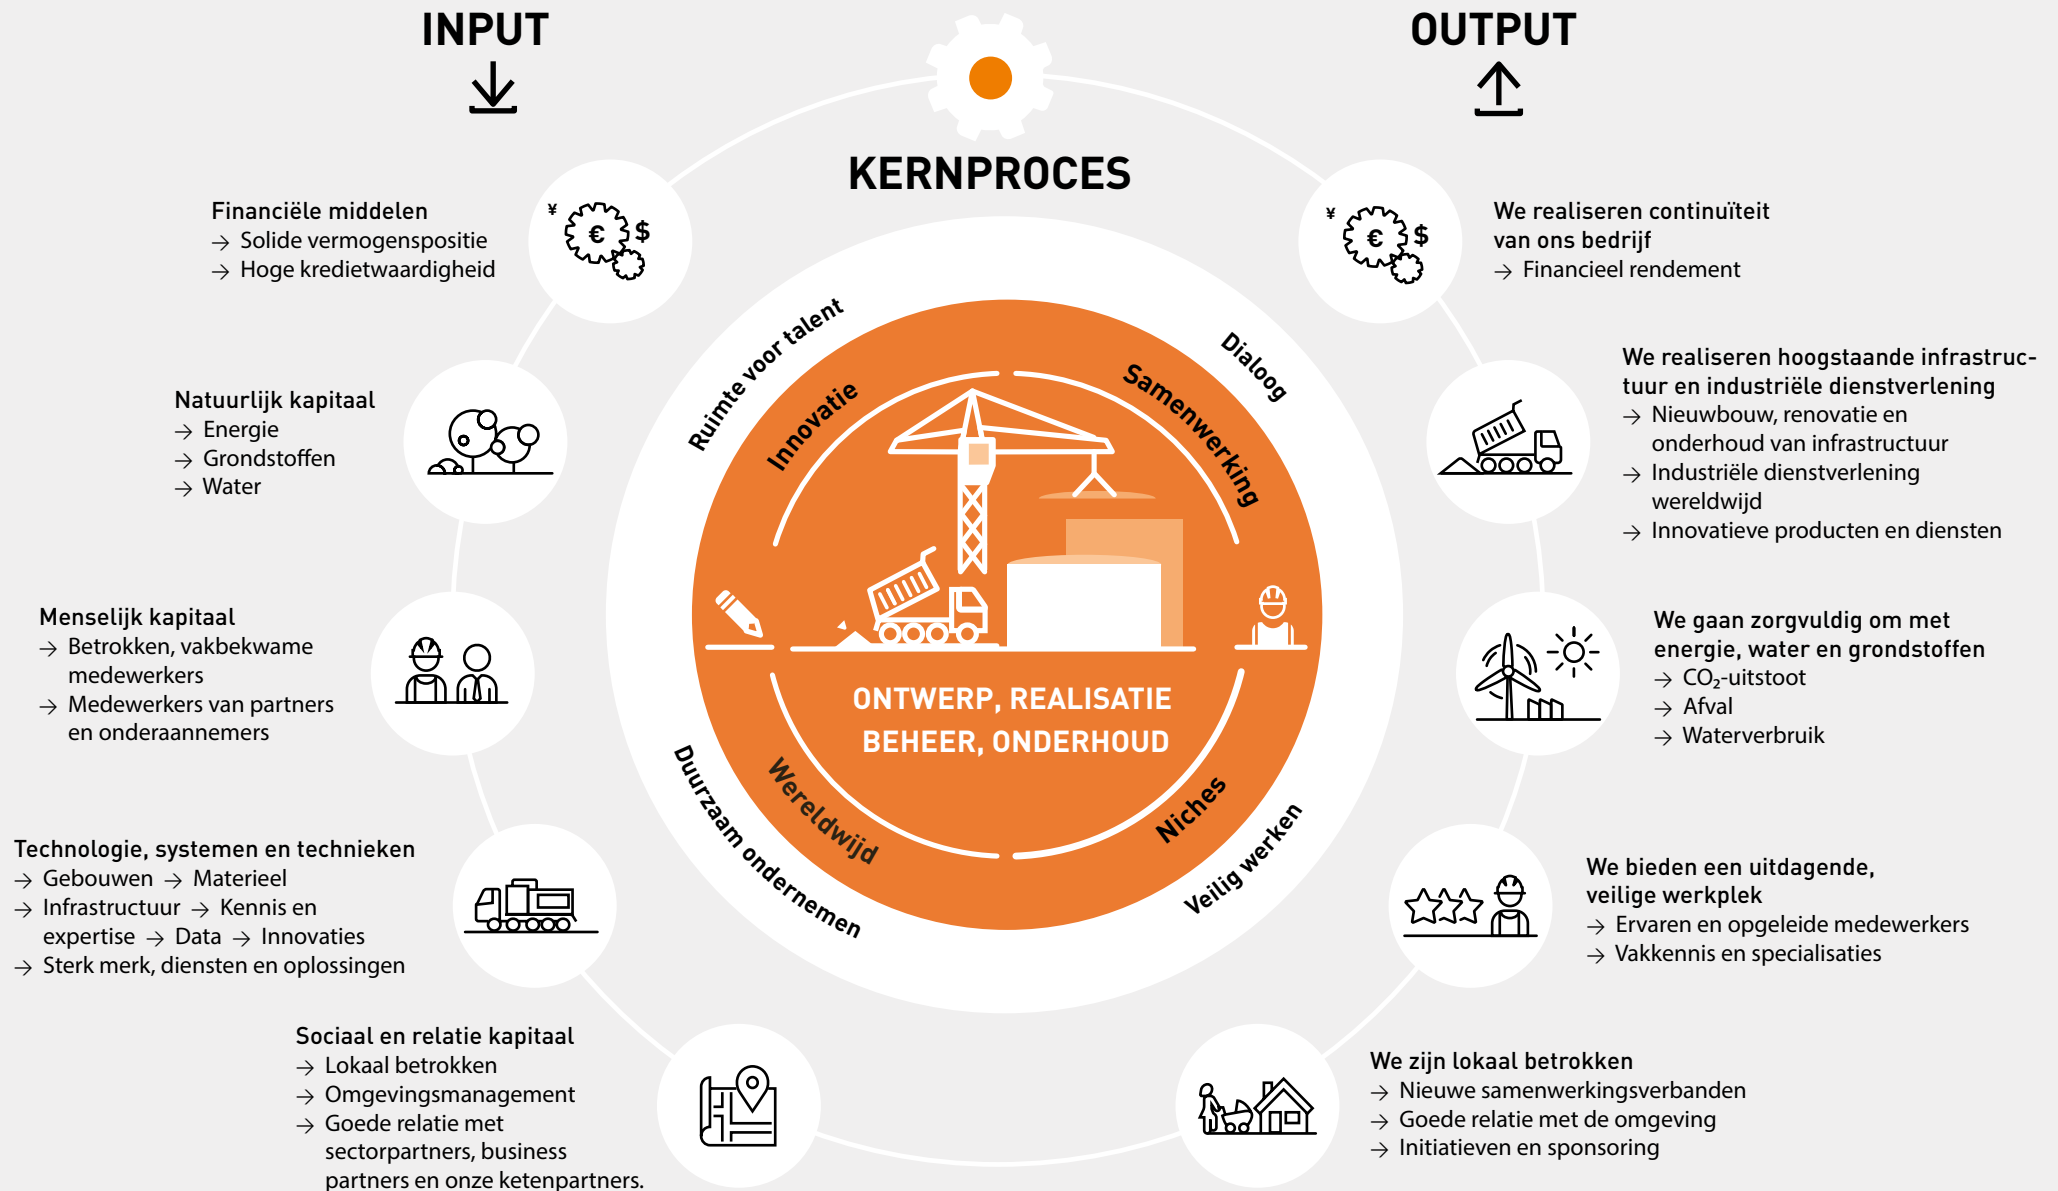 INPUT
Financiële middelen
→ Solide vermogenspositie
→ Hoge kredietwaardigheid
¥ € $
Natuurlijk kapitaal
→ Energie
→ Grondstoffen
→ Water
Menselijk kapitaal
→ Betrokken, vakbekwame
medewerkers
→ Medewerkers van partners
en onderaannemers
Technologie, systemen en technieken
→ Gebouwen → Materieel
→ Infrastructuur → Kennis en
expertise → Data → Innovaties
→ Sterk merk, diensten en oplossingen
Sociaal en relatie kapitaal
→ Lokaal betrokken
→ Omgevingsmanagement
→ Goede relatie met
sectorpartners, business
partners en onze ketenpartners.
KERNPROCES
Ruimte voor talent
Dialoog
Innovatie
Samenwerking
ONTWERP, REALISATIE
BEHEER, ONDERHOUD
Wereldwijd
Niches
Duurzaam ondernemen
Veilig werken
OUTPUT
¥ € $
We realiseren continuïteit
van ons bedrijf
→ Financieel rendement
We realiseren hoogstaande infrastruc-
tuur en industriële dienstverlening
→ Nieuwbouw, renovatie en
onderhoud van infrastructuur
→ Industriële dienstverlening
wereldwijd
→ Innovatieve producten en diensten
We gaan zorgvuldig om met
energie, water en grondstoffen
→ CO₂-uitstoot
→ Afval
→ Waterverbruik
We bieden een uitdagende,
veilige werkplek
→ Ervaren en opgeleide medewerkers
→ Vakkennis en specialisaties
We zijn lokaal betrokken
→ Nieuwe samenwerkingsverbanden
→ Goede relatie met de omgeving
→ Initiatieven en sponsoring